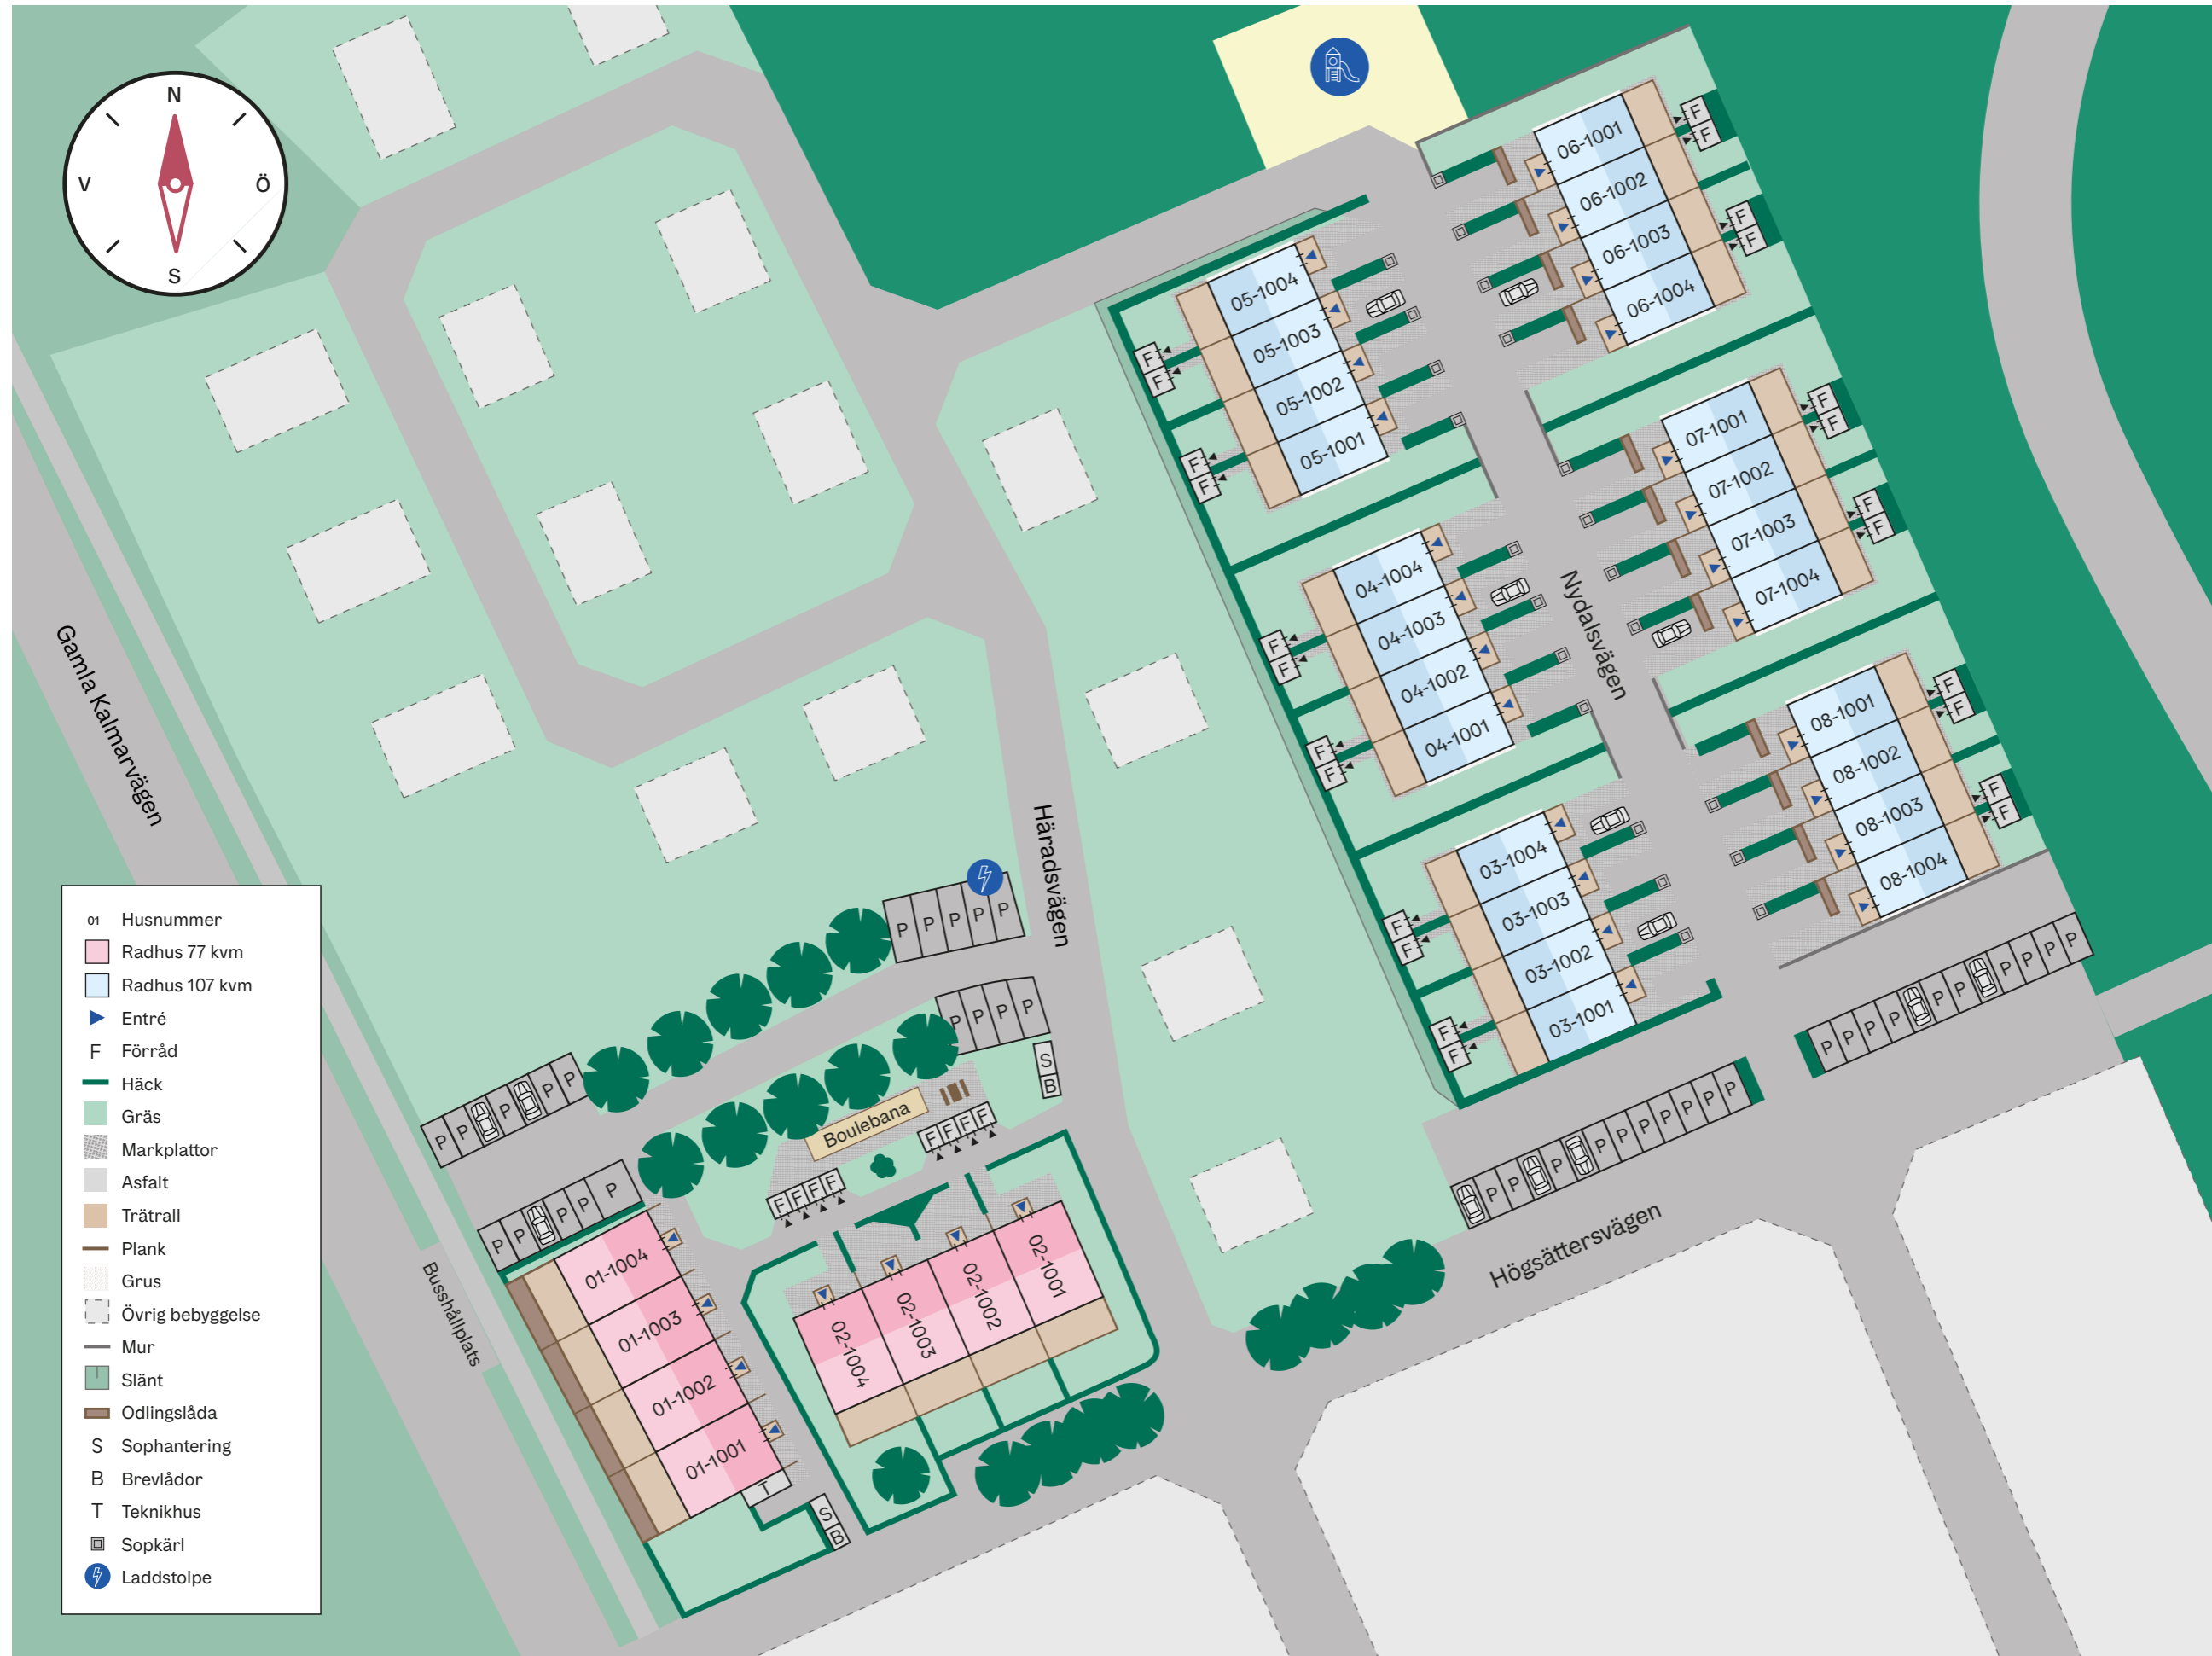 N
V
Ö
S
06-1001
06-1002
06-1003
06-1004
F
F
F
F
05-1004
05-1003
05-1002
05-1001
F
F
F
F
07-1001
07-1002
07-1003
07-1004
F
F
F
F
04-1004
04-1003
04-1002
04-1001
F
F
F
F
Nydalsvägen
08-1001
08-1002
08-1003
08-1004
F
F
F
F
03-1004
03-1003
03-1002
03-1001
F
F
F
F
Gamla Kalmarvägen
Häradsvägen
P P P P P
P P P P
S
B
P P P P P
P P P P P
P P P P P P P P P P
P P P P P P P P P P
Högsättersvägen
Boulebana
F F F F
F F F F
Busshållplats
01-1004
01-1003
01-1002
01-1001
T
S
B
02-1004
02-1003
02-1002
02-1001
01 Husnummer
Radhus 77 kvm
Radhus 107 kvm
Entré
F Förråd
Häck
Gräs
Markplattor
Asfalt
Trätrall
Plank
Grus
Övrig bebyggelse
Mur
Slänt
Odlingslåda
S Sophantering
B Brevlådor
T Teknikhus
Sopkärl
Laddstolpe